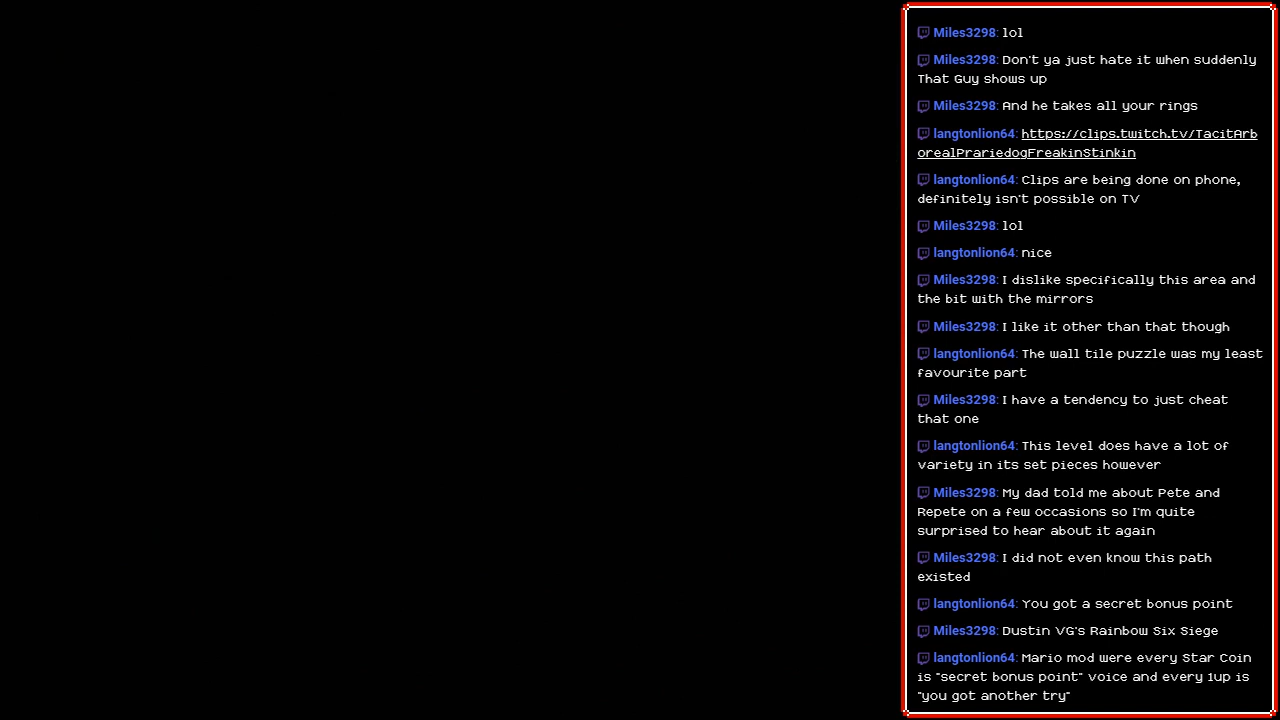 Miles3298: lol
Miles3298: Don't ya just hate it when suddenly
That Guy shows up
Miles3298: And he takes all your rings
langtonlion64: https://clips.twitch.tv/TacitArb
orealPrariedogFreakinStinkin
langtonlion64: Clips are being done on phone,
definitely isn't possible on TV
Miles3298: lol
langtonlion64: nice
Miles3298: I dislike specifically this area and
the bit with the mirrors
Miles3298: I like it other than that though
langtonlion64: The wall tile puzzle was my least
favourite part
Miles3298: I have a tendency to just cheat
that one
langtonlion64: This level does have a lot of
variety in its set pieces however
Miles3298: My dad told me about Pete and
Repete on a few occasions so I'm quite
surprised to hear about it again
Miles3298: I did not even know this path
existed
langtonlion64: You got a secret bonus point
Miles3298: Dustin VG's Rainbow Six Siege
langtonlion64: Mario mod were every Star Coin
is "secret bonus point" voice and every 1up is
"you got another try"